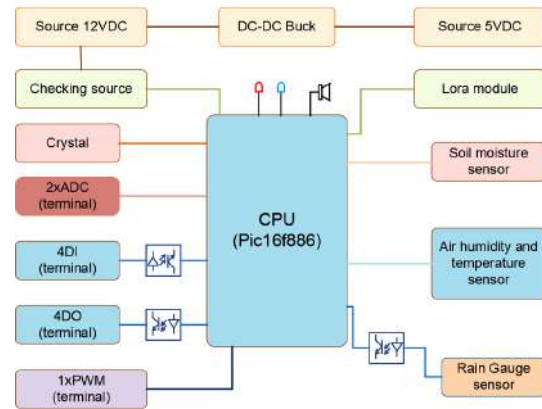 Source 12VDC
DC-DC Buck
Source 5VDC
Checking source
Lora module
Crystal
Soil moisture
sensor
2xADC
(terminal)
CPU
(Pic16f886)
4DI
(terminal)
Air humidity and
temperature
sensor
4DO
(terminal)
1xPWM
(terminal)
Rain Gauge
sensor